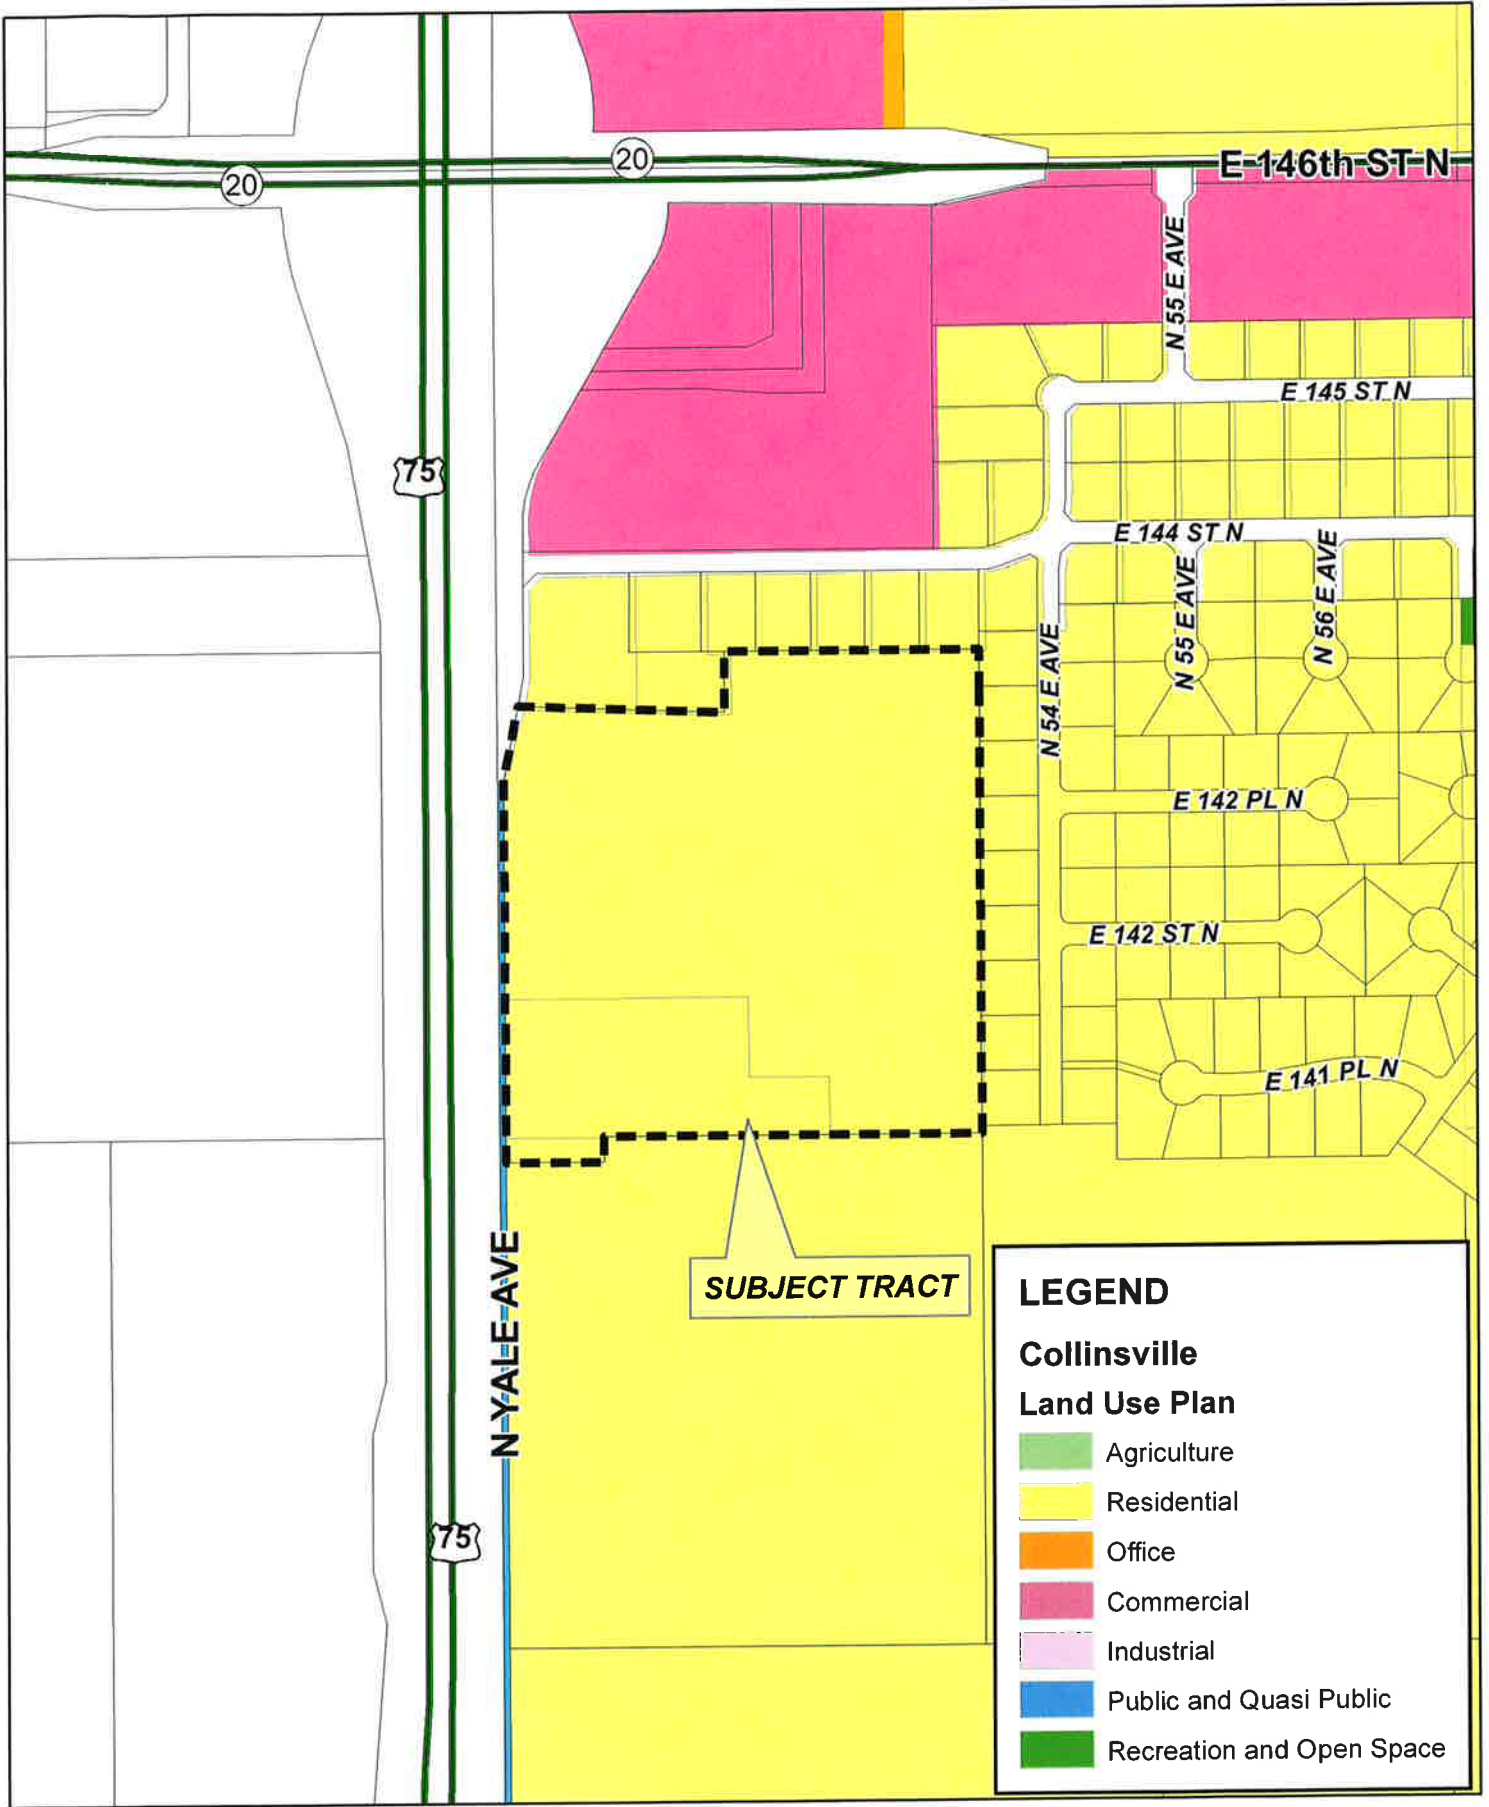 20
E 146th ST N
20
N 55 E AVE
E 145 ST N
75
E 144 ST N
N 55 E AVE
N 56 E AVE
N 54 E AVE
E 142 PL N
E 142 ST N
E 141 PL N
SUBJECT TRACT
N YALE AVE
75
LEGEND
Collinsville
Land Use Plan
Agriculture
Residential
Office
Commercial
Industrial
Public and Quasi Public
Recreation and Open Space